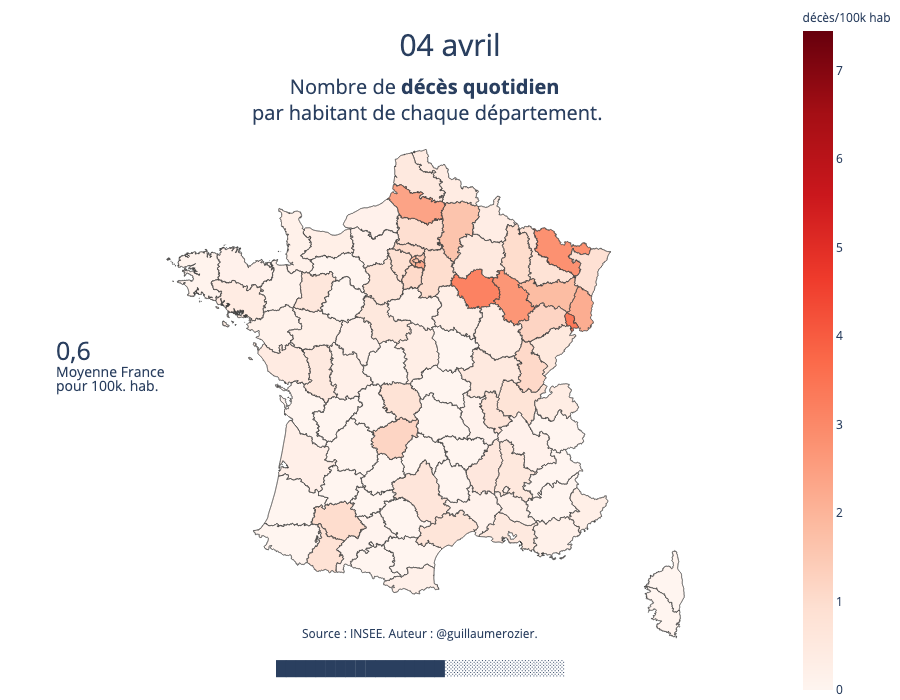 04 avril
Nombre de décès quotidien
par habitant de chaque département.
décès/100k hab
7
6
5
4
3
2
1
0
0,6
Moyenne France
pour 100k. hab.
Source : INSEE. Auteur : @guillaumerozier.